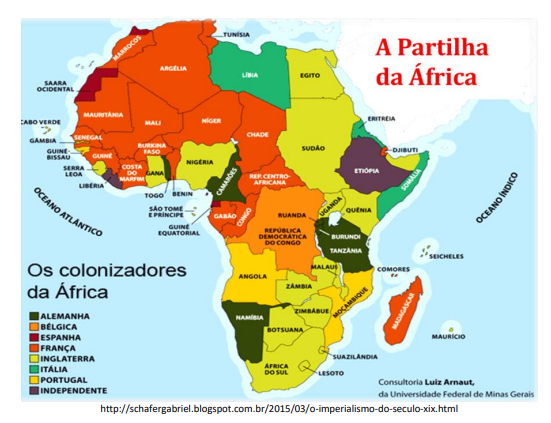 A Partilha
da África
TUNÍSIA
MARROCOS
ARGÉLIA
LÍBIA
EGITO
SAARA
OCIDENTAL
MAURITÂNIA
MALI
NÍGER
CHADE
SUDÃO
ERITRÉIA
CABO VERDE
SENEGAL
GÂMBIA
GUINÉ-
BISSAU
GUINÉ
BURKINA
FASO
DJIBUTI
SERRA
LEOA
COSTA
DO
MARFIM
GANA
NIGÉRIA
CAMARÕES
REP. CENTRO-
AFRICANA
ETIÓPIA
SOMÁLIA
LIBÉRIA
TOGO
BENIN
SÃO TOMÉ
E PRÍNCIPE
GUINÉ
EQUATORIAL
GABÃO
CONGO
RUANDA
UGANDA
QUÊNIA
REPÚBLICA
DEMOCRÁTICA
DO CONGO
BURUNDI
TANZÂNIA
OCEANO ATLÂNTICO
OCEANO ÍNDICO
SEICHELES
COMORES
ANGOLA
MALAUÍ
ZÂMBIA
MOÇAMBIQUE
ZIMBÁBUE
MADAGASCAR
MAURÍCIO
NAMÍBIA
BOTSUANA
SUAZILÂNDIA
LESOTO
ÁFRICA
DO SUL
Os colonizadores
da África
ALEMANHA
BÉLGICA
ESPANHA
FRANÇA
INGLATERRA
ITÁLIA
PORTUGAL
INDEPENDENTE
Consultoria Luiz Arnaut,
da Universidade Federal de Minas Gerais
http://schafergabriel.blogspot.com.br/2015/03/o-imperialismo-do-seculo-xix.html